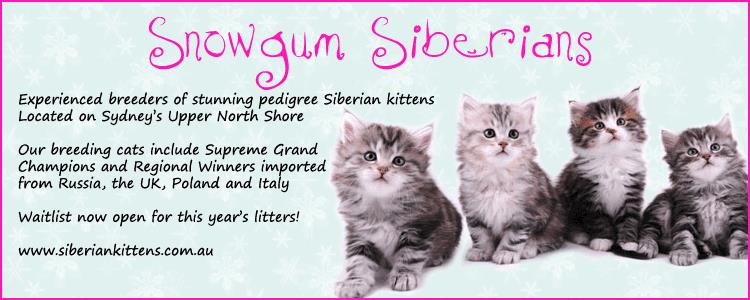 Snowgum Siberians
Experienced breeders of stunning pedigree Siberian kittens
Located on Sydney's Upper North Shore
Our breeding cats include Supreme Grand
Champions and Regional Winners imported
from Russia, the UK, Poland and Italy
Waitlist now open for this year's litters!
www.siberiankittens.com.au